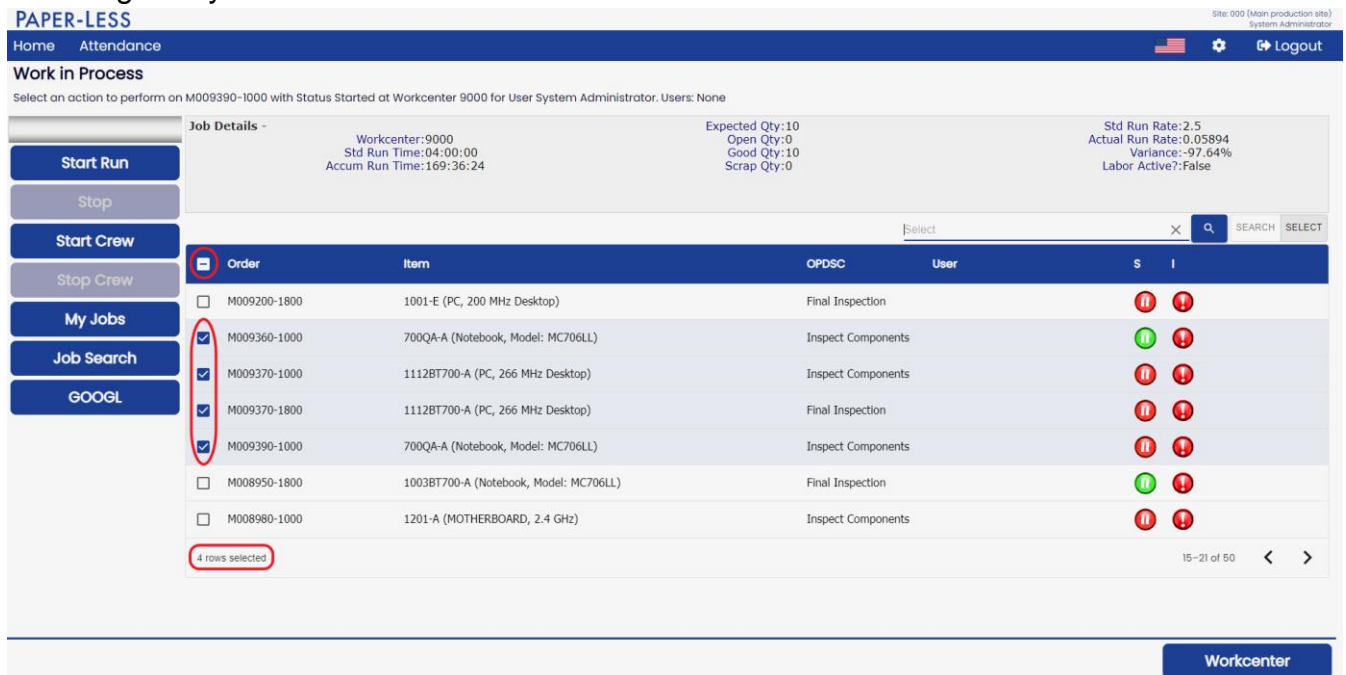 PAPER-LESS
Site: 000 (Main production site)
System Administrator
Home Attendance Logout
Work in Process
Select an action to perform on M009390-1000 with Status Started at Workcenter 9000 for User System Administrator. Users: None
Job Details -
Workcenter:9000
Std Run Time:04:00:00
Accum Run Time:169:36:24
Expected Qty:10
Open Qty:0
Good Qty:10
Scrap Qty:0
Std Run Rate:2.5
Actual Run Rate:0.05894
Variance:-97.64%
Labor Active?:False
Start Run
Stop
Start Crew
Stop Crew
My Jobs
Job Search
GOOGL
Select SEARCH SELECT
Order Item OPDSC User S I
M009200-1800 1001-E (PC, 200 MHz Desktop) Final Inspection
M009360-1000 700QA-A (Notebook, Model: MC706LL) Inspect Components
M009370-1000 1112BT700-A (PC, 266 MHz Desktop) Inspect Components
M009370-1800 1112BT700-A (PC, 266 MHz Desktop) Final Inspection
M009390-1000 700QA-A (Notebook, Model: MC706LL) Inspect Components
M008950-1800 1003BT700-A (Notebook, Model: MC706LL) Final Inspection
M008980-1000 1201-A (MOTHERBOARD, 2.4 GHz) Inspect Components
4 rows selected 15-21 of 50
Workcenter